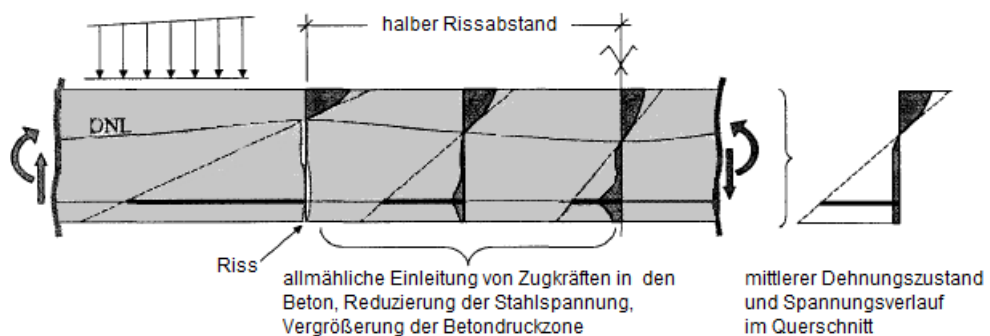 halber Rissabstand
DNL
Riss
allmähliche Einleitung von Zugkräften in den
Beton, Reduzierung der Stahlspannung,
Vergrößerung der Betondruckzone
mittlerer Dehnungszustand
und Spannungsverlauf
im Querschnitt